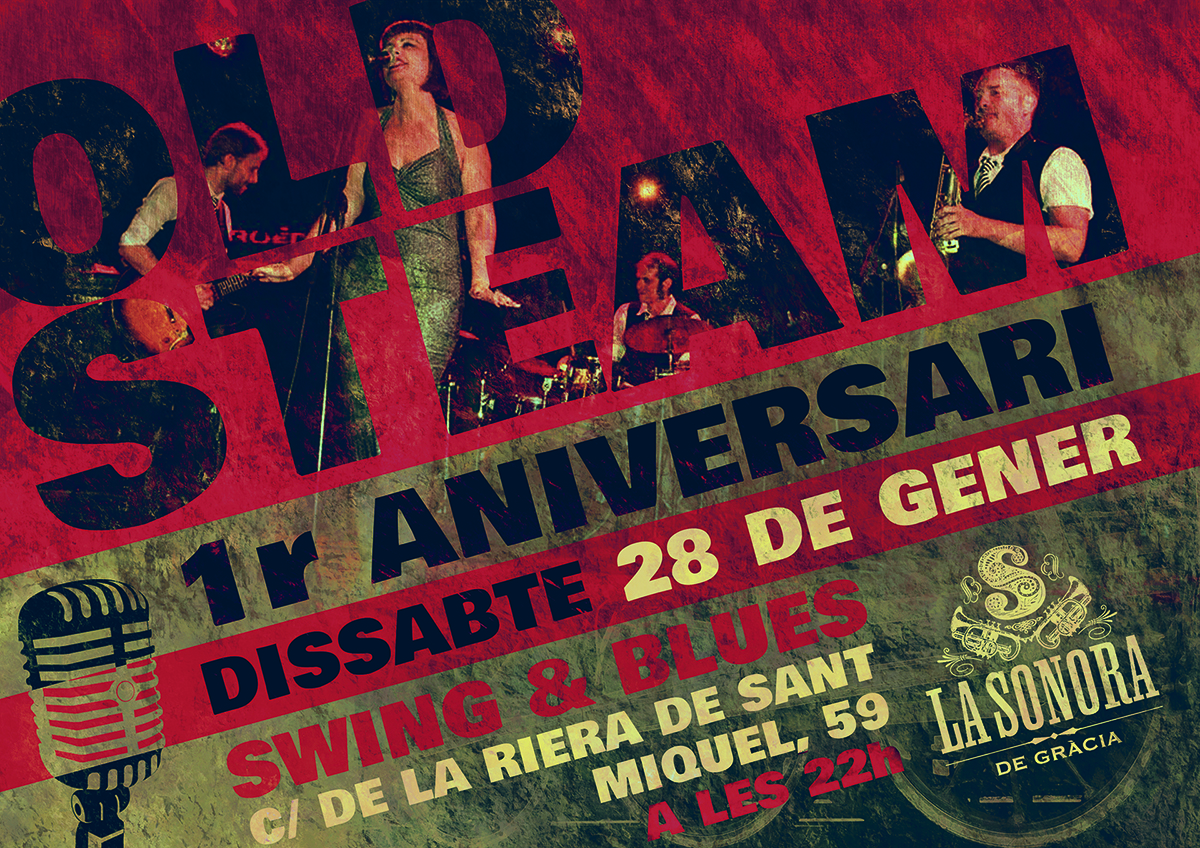 OLD
STEAM
1r ANIVERSARI
DISSABTE 28 DE GENER
SWING & BLUES
C/ DE LA RIERA DE SANT
MIQUEL, 59
A LES 22h
S
LA SONORA
DE GRÀCIA